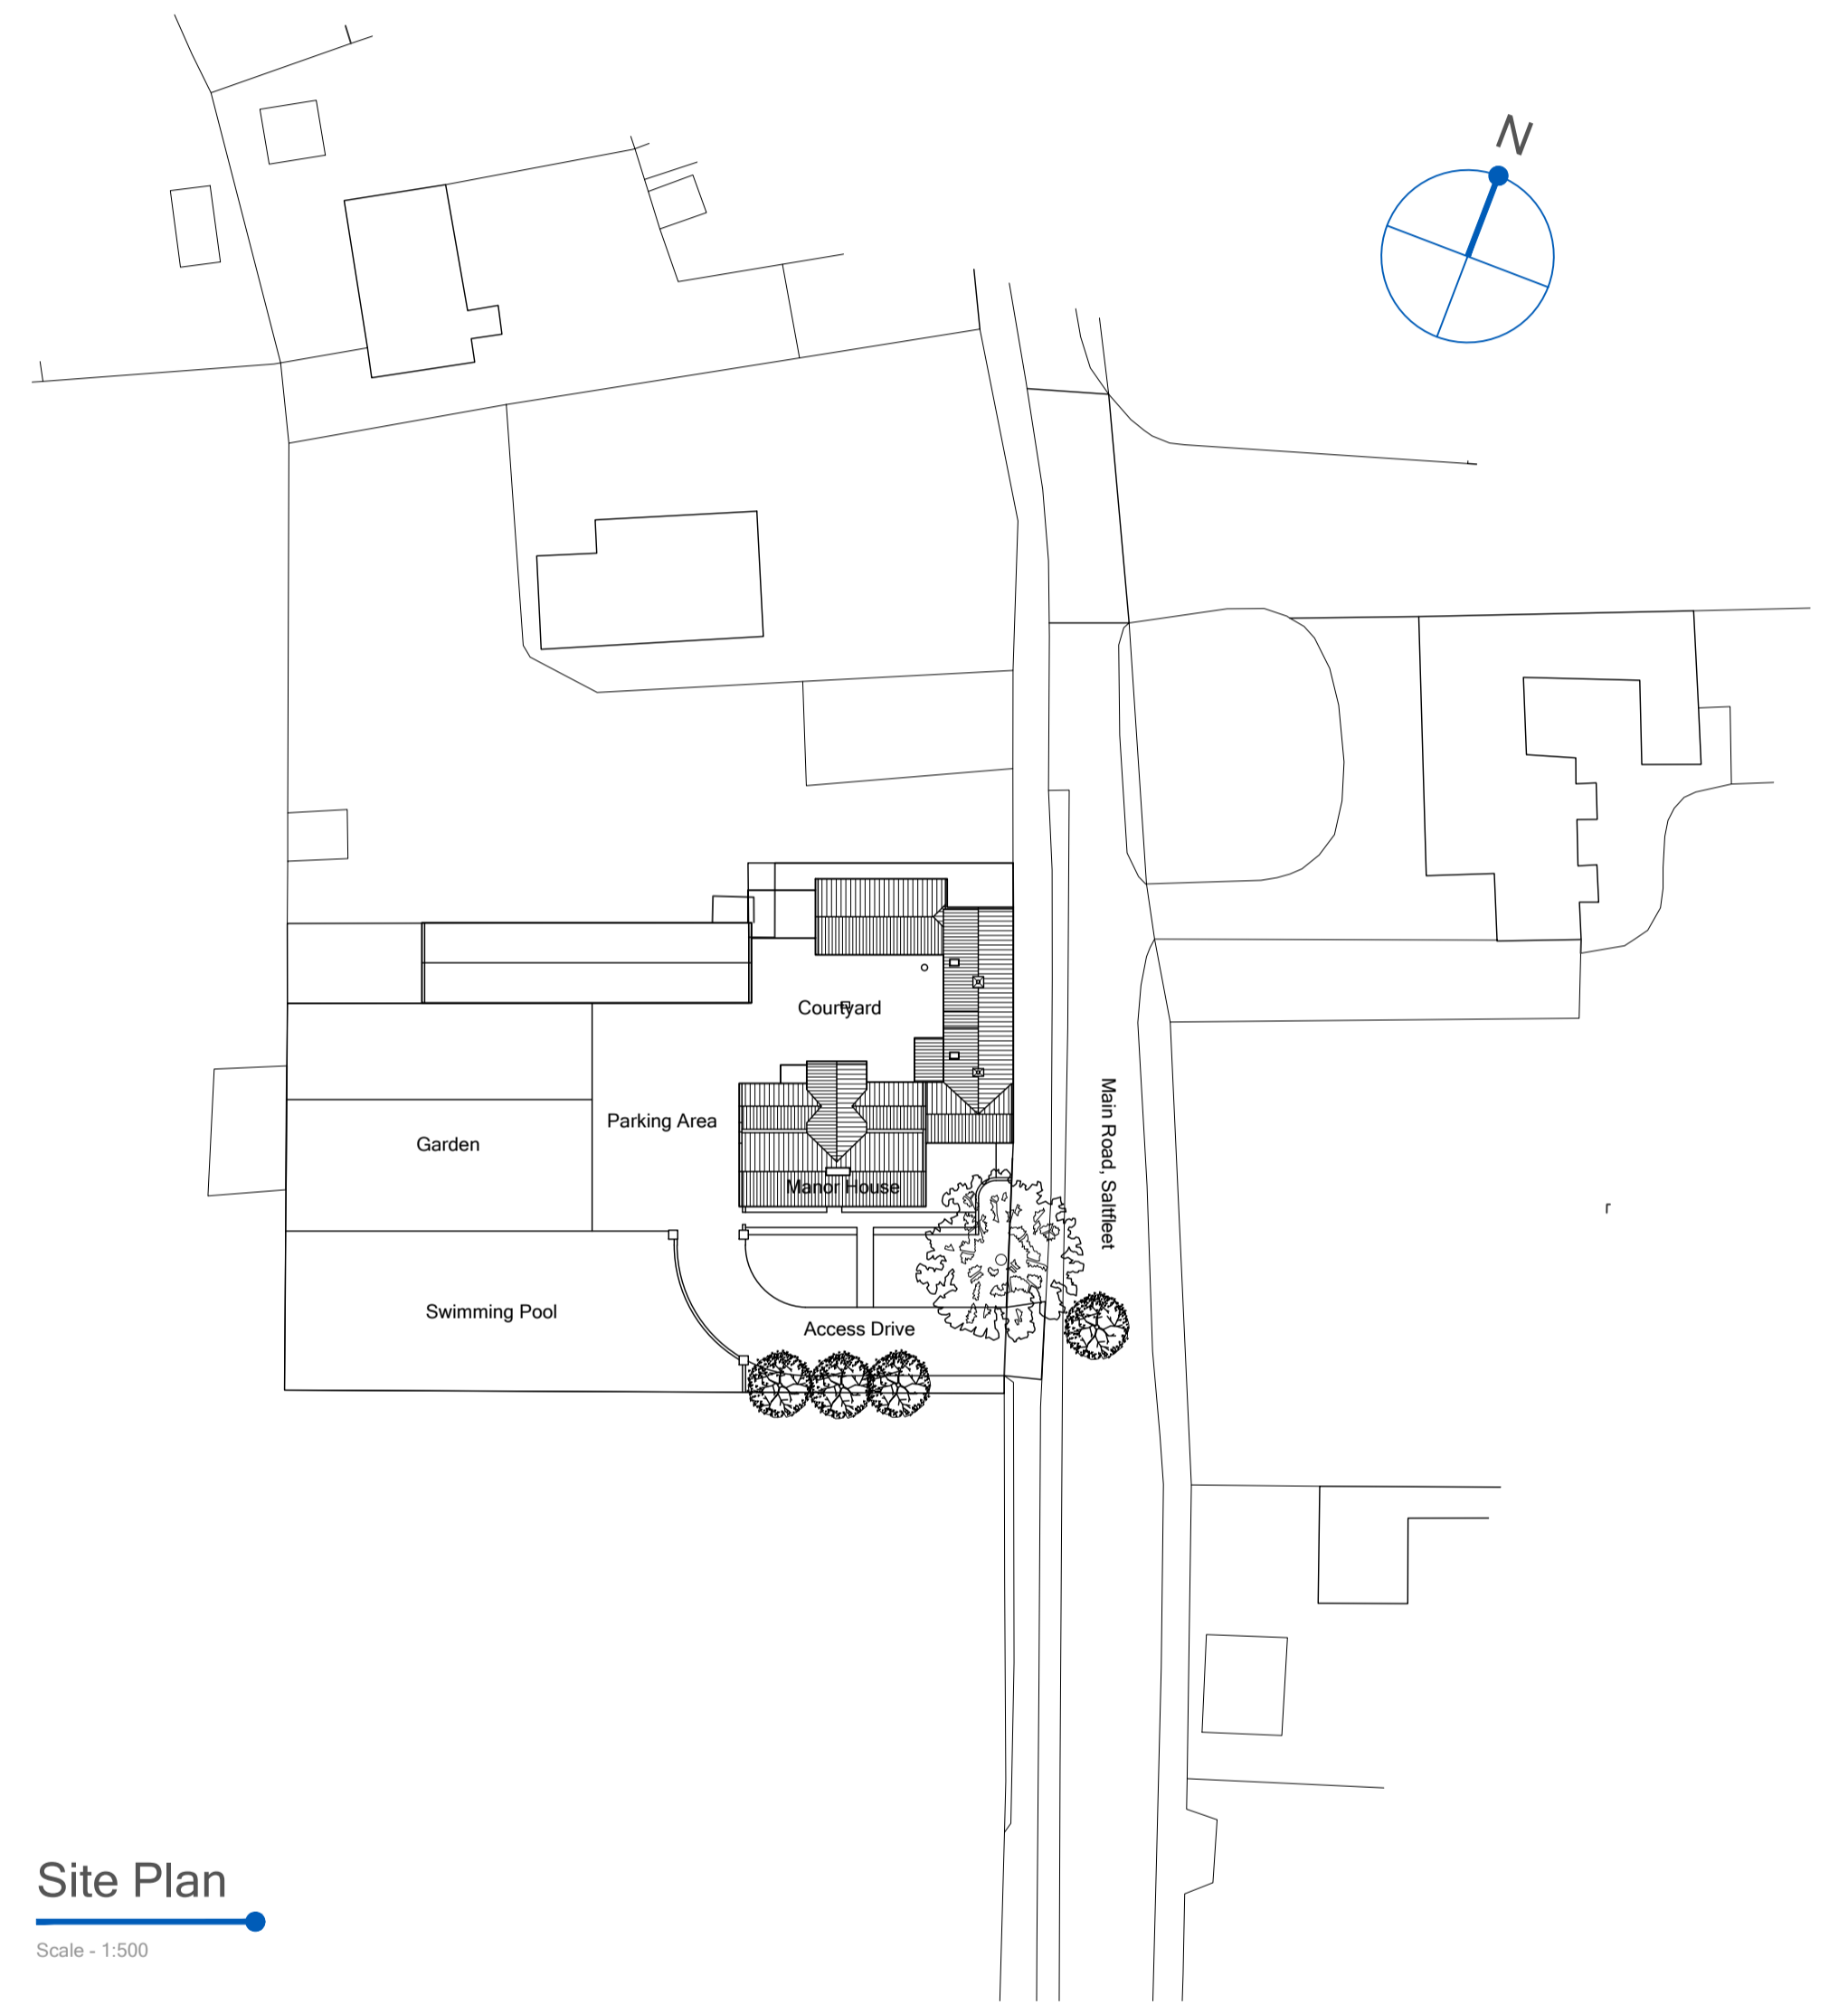 N
Courtyard
Main Road, Saltfleet
Parking Area
Garden
Manor House
Swimming Pool
Access Drive
Site Plan
Scale - 1:500